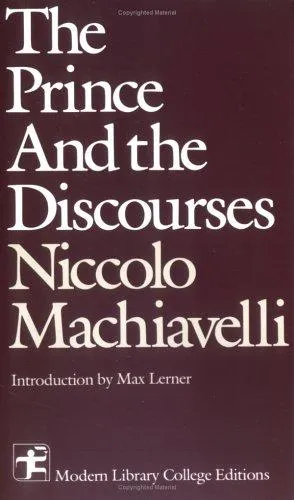 The
Prince
And the
Discourses
Niccolo
Machiavelli
Introduction by Max Lerner
Modern Library College Editions